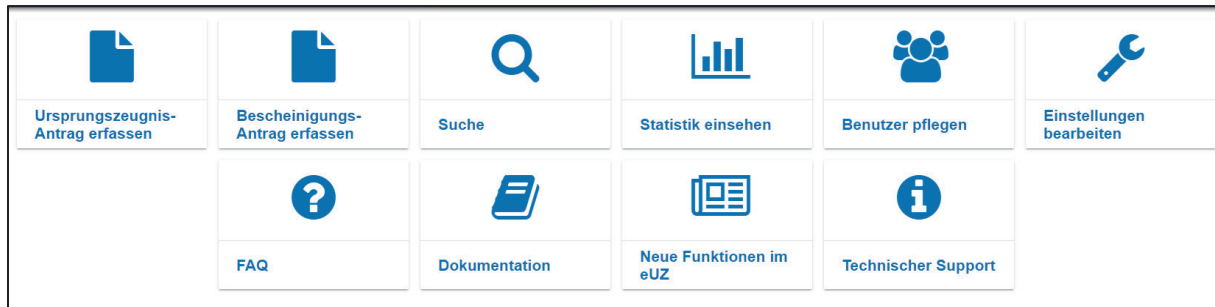 Ursprungszeugnis-
Antrag erfassen
Bescheinigungs-
Antrag erfassen
Suche
Statistik einsehen
Benutzer pflegen
Einstellungen
bearbeiten
FAQ
Dokumentation
Neue Funktionen im
eUZ
Technischer Support